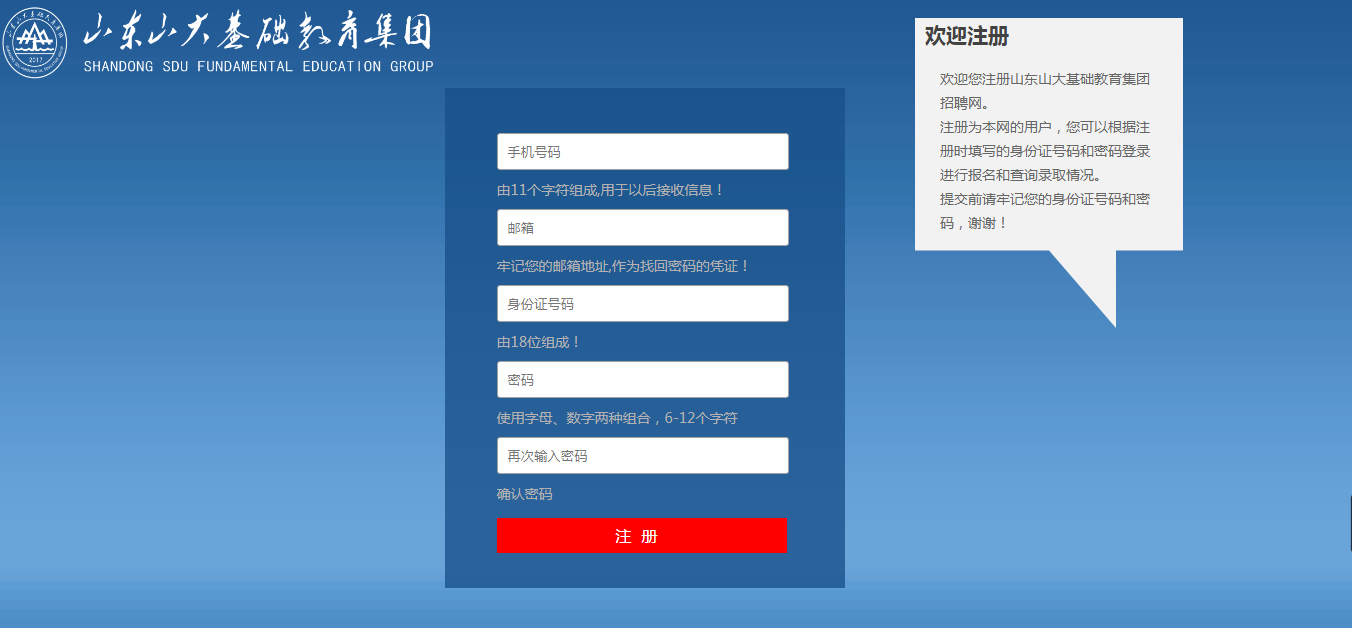 山东山大基础教育集团
SHANDONG SDU FUNDAMENTAL EDUCATION GROUP
2017
手机号码
由11个字符组成,用于以后接收信息！
邮箱
牢记您的邮箱地址,作为找回密码的凭证！
身份证号码
由18位组成！
密码
使用字母、数字两种组合，6-12个字符
再次输入密码
确认密码
注 册
欢迎注册
欢迎您注册山东山大基础教育集团
招聘网。
注册为本网的用户，您可以根据注
册时填写的身份证号码和密码登录
进行报名和查询录取情况。
提交前请牢记您的身份证号码和密
码，谢谢！